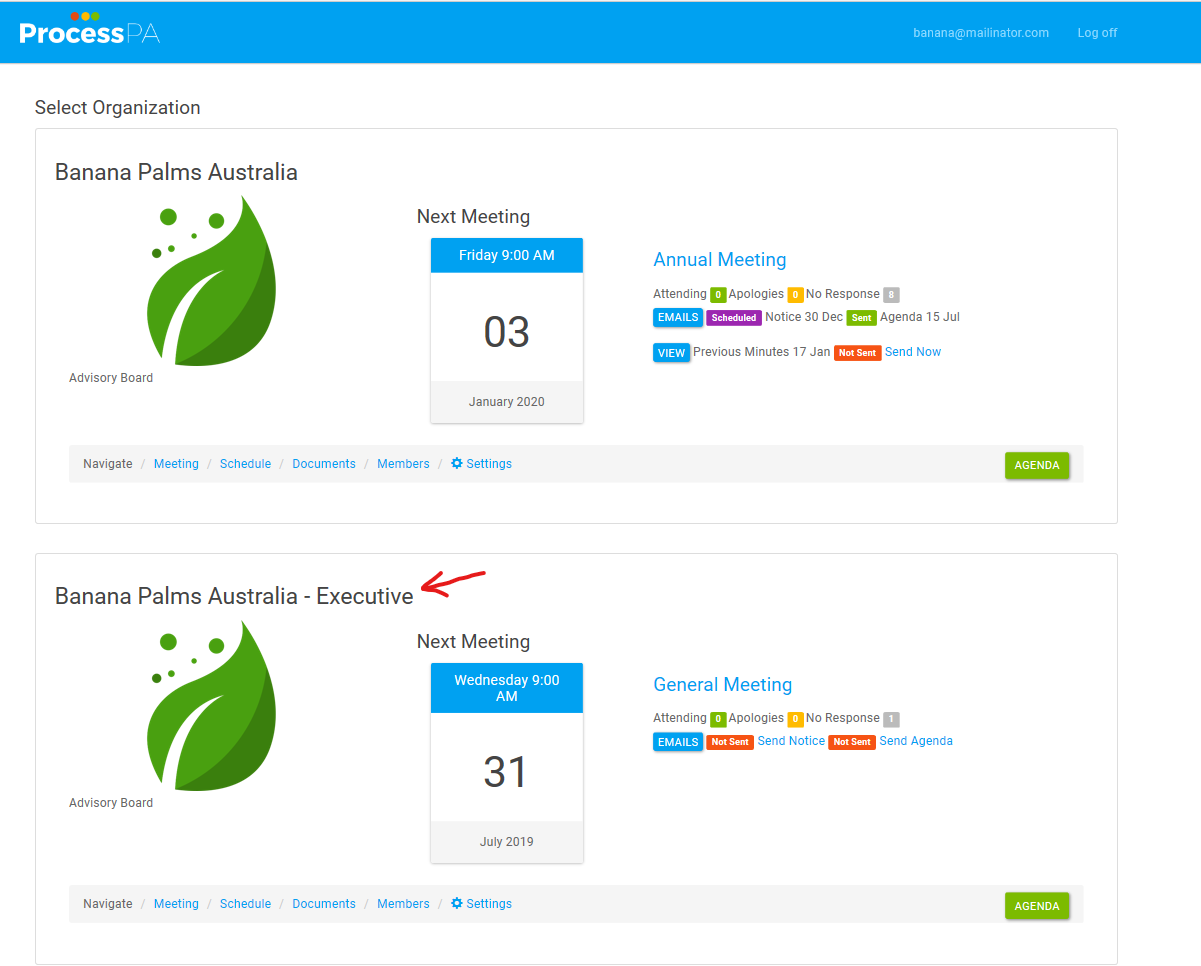 ProcessPA
banana@mailinator.com Log off
Select Organization
Banana Palms Australia
Advisory Board
Next Meeting
Friday 9:00 AM
03
January 2020
Annual Meeting
Attending 0 Apologies 0 No Response 8
EMAILS Scheduled Notice 30 Dec Sent Agenda 15 Jul
VIEW Previous Minutes 17 Jan Not Sent Send Now
Navigate / Meeting / Schedule / Documents / Members / Settings
AGENDA
Banana Palms Australia - Executive
Advisory Board
Next Meeting
Wednesday 9:00
AM
31
July 2019
General Meeting
Attending 0 Apologies 0 No Response 1
EMAILS Not Sent Send Notice Not Sent Send Agenda
Navigate / Meeting / Schedule / Documents / Members / Settings
AGENDA